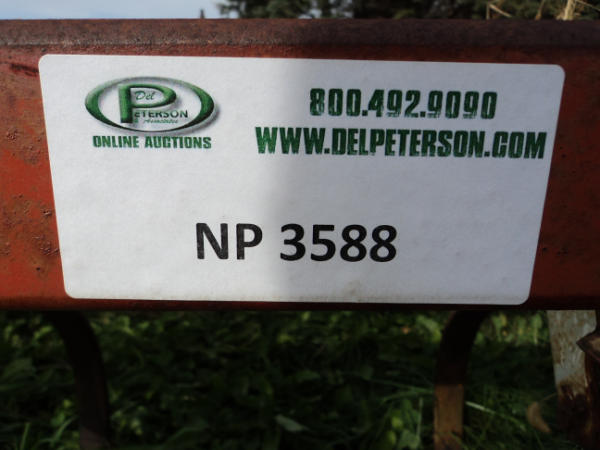 Del
PETERSON
& Associates
ONLINE AUCTIONS
800.492.9090
WWW.DELPETERSON.COM
NP 3588